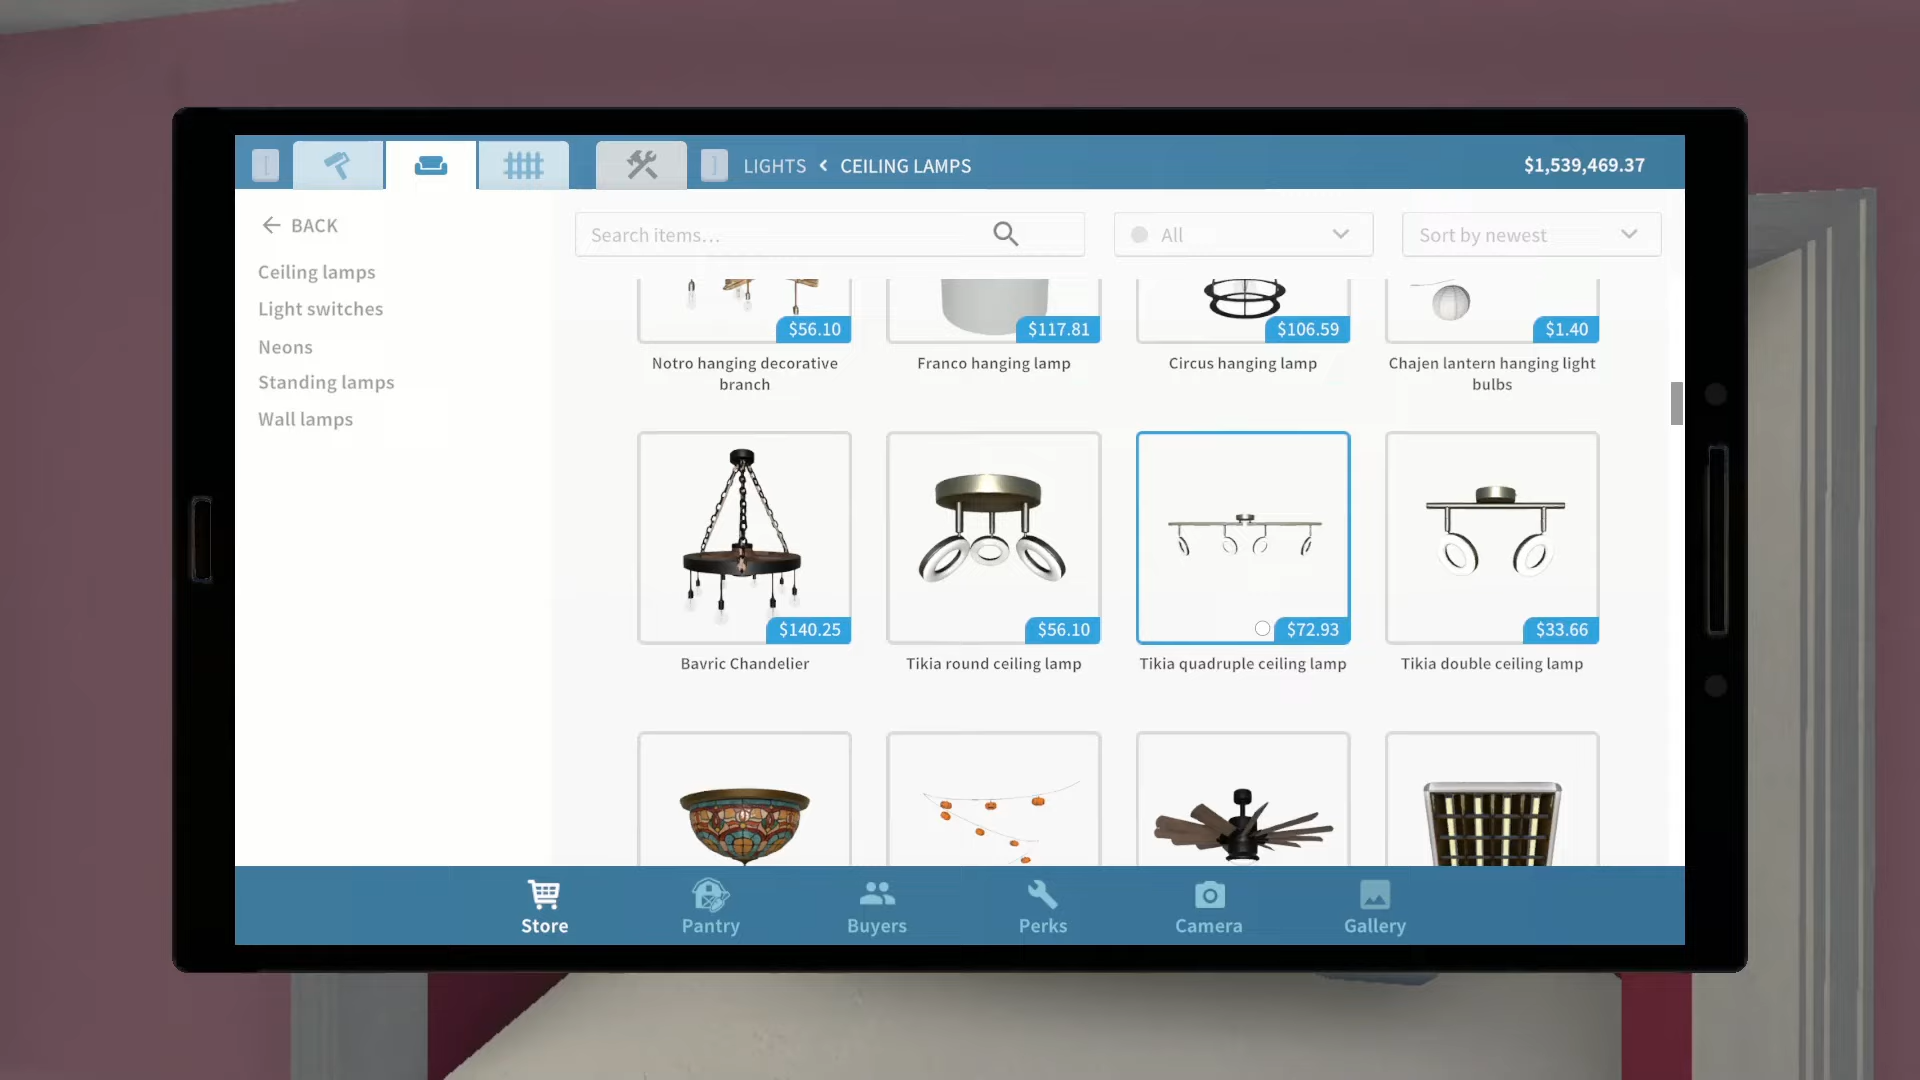 LIGHTS
CEILING LAMPS
$1,539,469.37
BACK
Ceiling lamps
Light switches
Neons
Standing lamps
Wall lamps
Search items...
All
Sort by newest
$56.10
$117.81
$106.59
$1.40
Notro hanging decorative
branch
Franco hanging lamp
Circus hanging lamp
Chajen lantern hanging light
bulbs
$140.25
$56.10
$72.93
$33.66
Bavric Chandelier
Tikia round ceiling lamp
Tikia quadruple ceiling lamp
Tikia double ceiling lamp
Store
Pantry
Buyers
Perks
Camera
Gallery